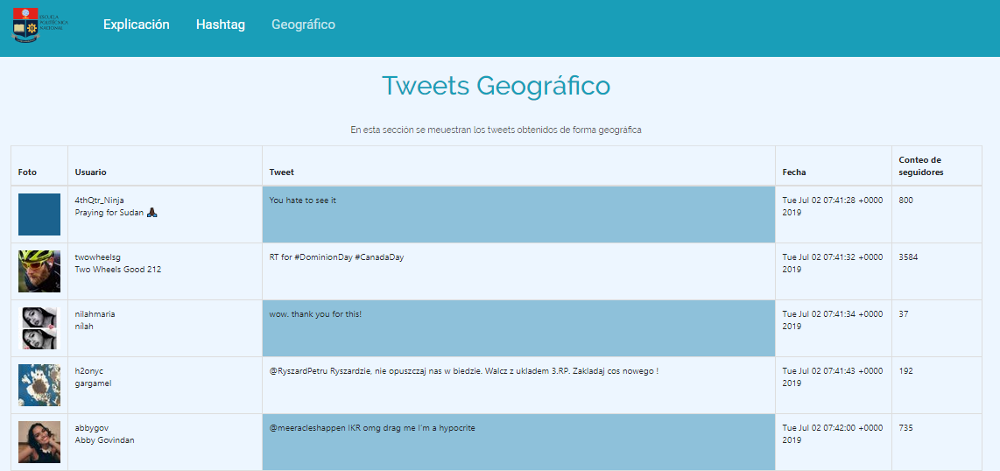 ESCUELA
POLITÉCNICA
NACIONAL
Explicación Hashtag Geográfico
Tweets Geográfico
En esta sección se meuestran los tweets obtenidos de forma geográfica
Foto Usuario Tweet Fecha Conteo de
seguidores
4thQtr_Ninja You hate to see it Tue Jul 02 07:41:28 +0000 800
Praying for Sudan 🙏🏿 2019
twowheelsg RT for #DominionDay #CanadaDay Tue Jul 02 07:41:32 +0000 3584
Two Wheels Good 212 2019
nilahmaria wow. thank you for this! Tue Jul 02 07:41:34 +0000 37
nílah 2019
h2onyc @RyszardPetru Ryszardzie, nie opuszczaj nas w biedzie. Walcz z ukladem 3.RP. Zakladaj cos nowego ! Tue Jul 02 07:41:43 +0000 192
gargamel 2019
abbygov @meeracleshappen IKR omg drag me I'm a hypocrite Tue Jul 02 07:42:00 +0000 735
Abby Govindan 2019